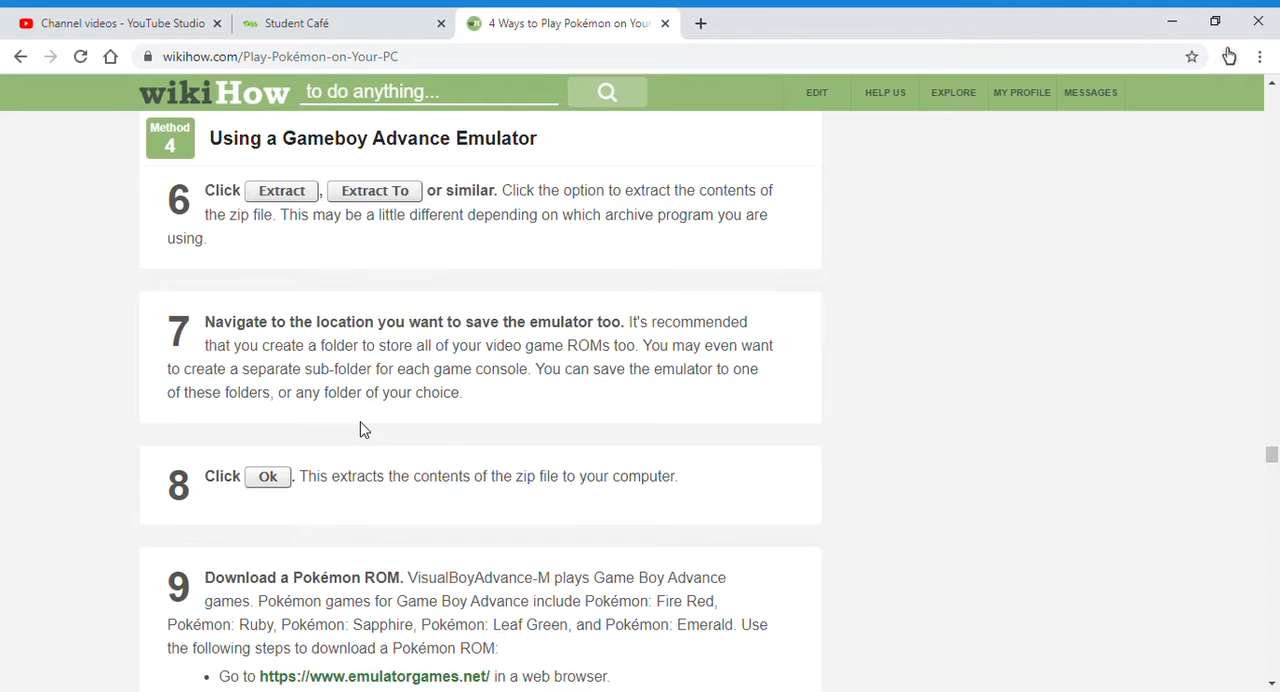 Channel videos - YouTube Studio
Student Café
4 Ways to Play Pokémon on Your
wikihow.com/Play-Pokémon-on-Your-PC
wikiHow to do anything...
EDIT HELP US EXPLORE MY PROFILE MESSAGES
Method
4
Using a Gameboy Advance Emulator
6 Click Extract, Extract To or similar. Click the option to extract the contents of
the zip file. This may be a little different depending on which archive program you are
using.
7 Navigate to the location you want to save the emulator too. It's recommended
that you create a folder to store all of your video game ROMs too. You may even want
to create a separate sub-folder for each game console. You can save the emulator to one
of these folders, or any folder of your choice.
8 Click Ok. This extracts the contents of the zip file to your computer.
9 Download a Pokémon ROM. VisualBoyAdvance-M plays Game Boy Advance
games. Pokémon games for Game Boy Advance include Pokémon: Fire Red,
Pokémon: Ruby, Pokémon: Sapphire, Pokémon: Leaf Green, and Pokémon: Emerald. Use
the following steps to download a Pokémon ROM:
• Go to https://www.emulatorgames.net/ in a web browser.